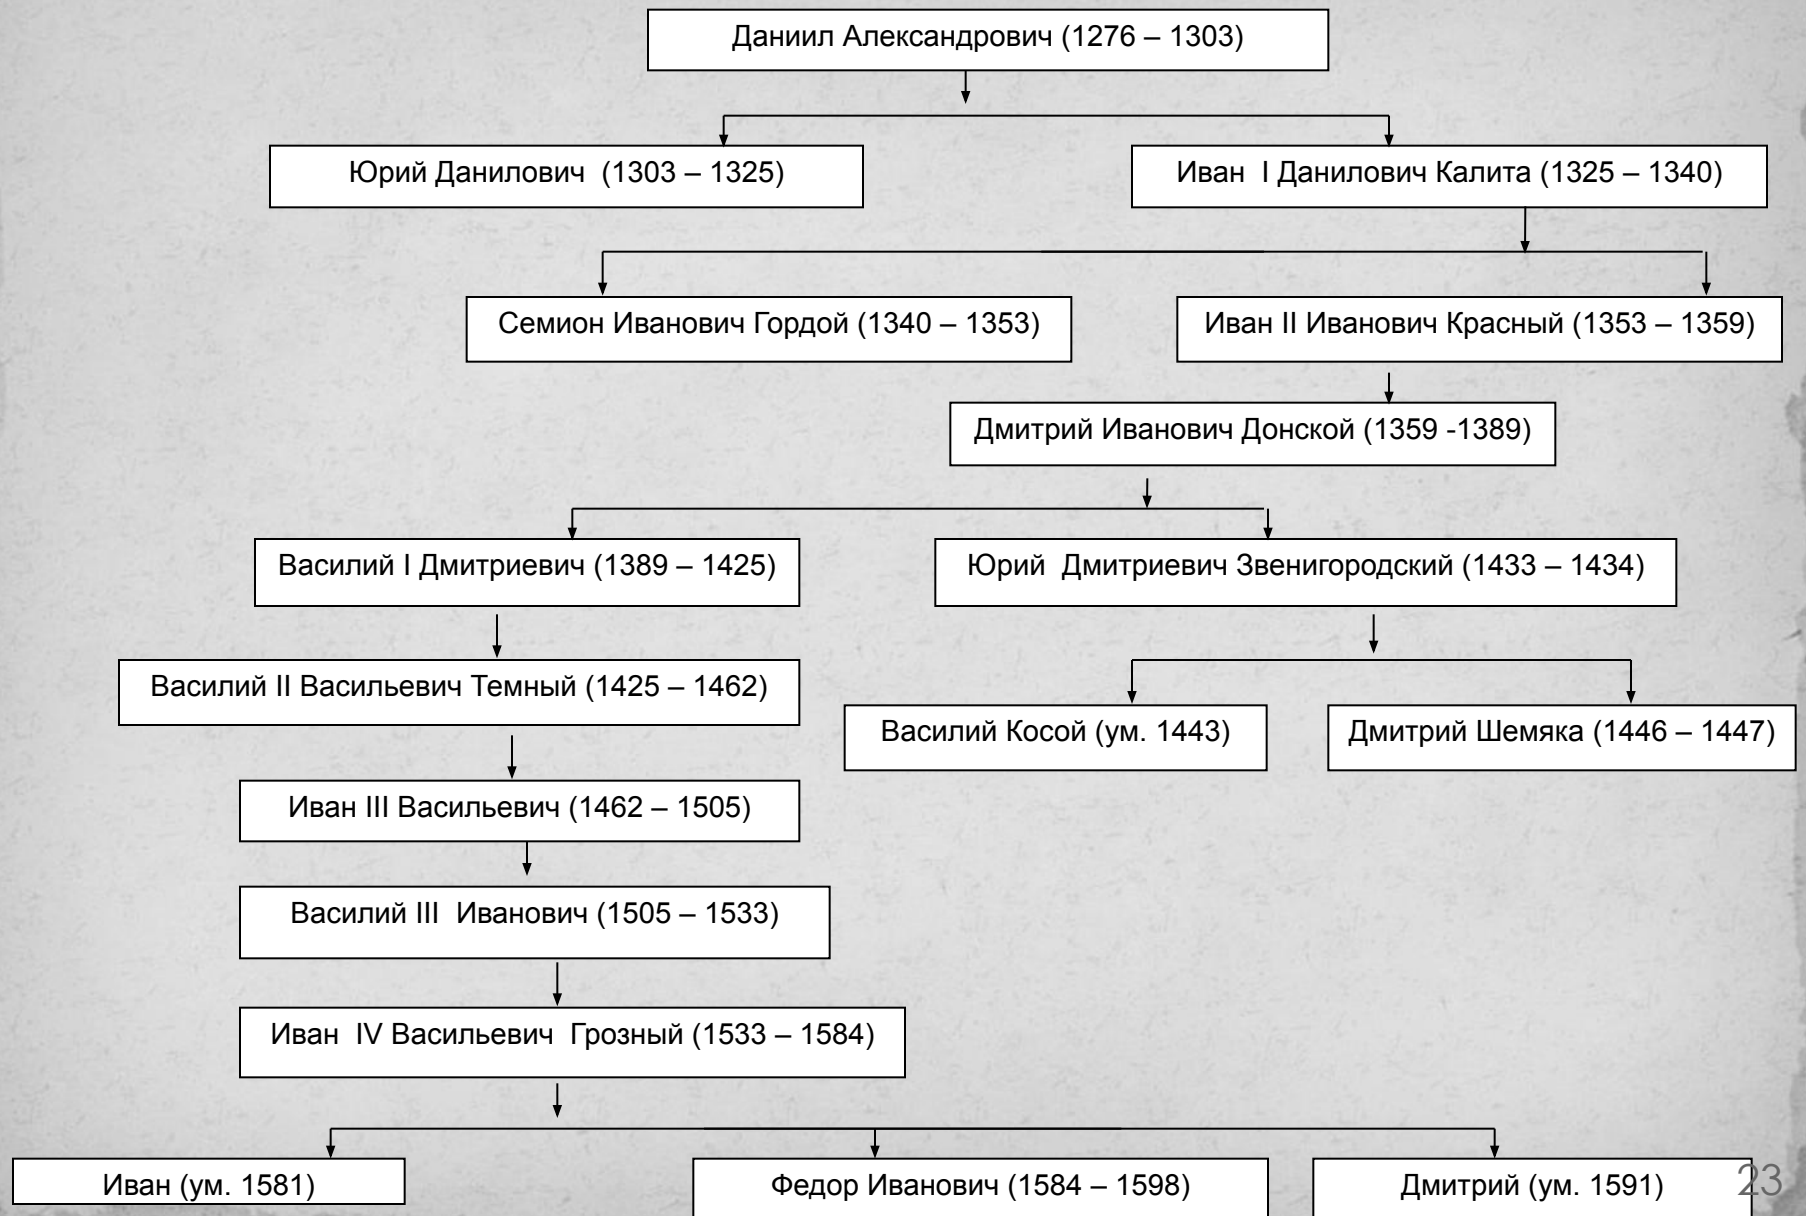 Даниил Александрович (1276 – 1303)
Юрий Данилович (1303 – 1325)
Иван I Данилович Калита (1325 – 1340)
Семион Иванович Гордой (1340 – 1353)
Иван II Иванович Красный (1353 – 1359)
Дмитрий Иванович Донской (1359 -1389)
Василий I Дмитриевич (1389 – 1425)
Юрий Дмитриевич Звенигородский (1433 – 1434)
Василий II Васильевич Темный (1425 – 1462)
Василий Косой (ум. 1443)
Дмитрий Шемяка (1446 – 1447)
Иван III Васильевич (1462 – 1505)
Василий III Иванович (1505 – 1533)
Иван IV Васильевич Грозный (1533 – 1584)
Иван (ум. 1581)
Федор Иванович (1584 – 1598)
Дмитрий (ум. 1591)
23